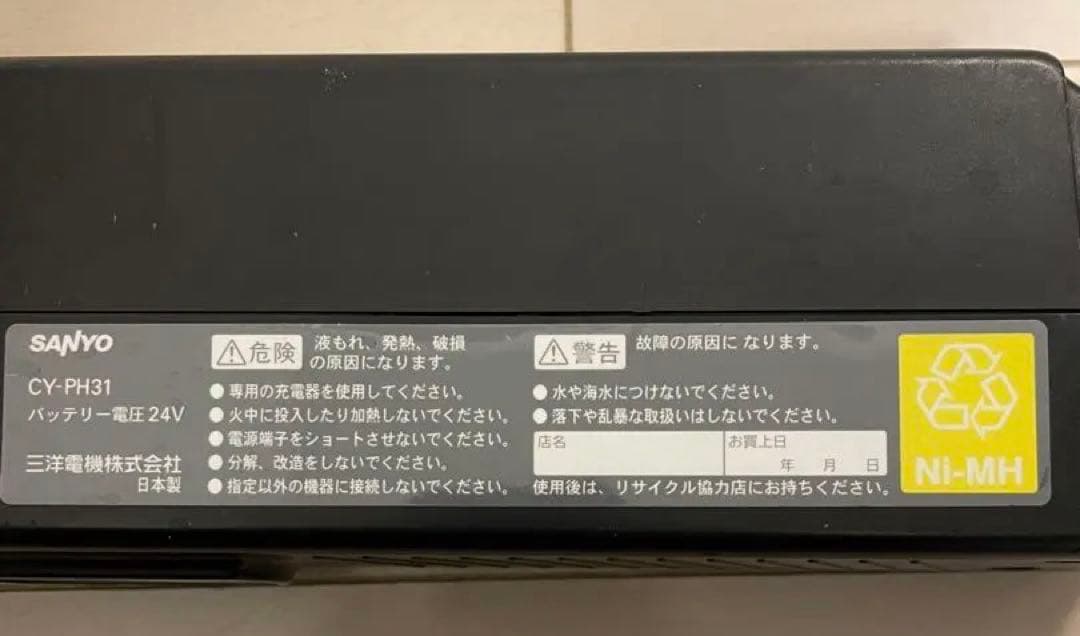 SANYO
CY-PH31
バッテリー電圧24V
三洋電機株式会社
日本製
危険 液もれ、発熱、破損
の原因になります。
●専用の充電器を使用してください。
●火中に投入したり加熱しないでください。
●電源端子をショートさせないでください。
●分解、改造をしないでください。
●指定以外の機器に接続しないでください。
警告 故障の原因に なります。
●水や海水につけないでください。
●落下や乱暴な取扱いはしないでください。
店名
お買上日
年 月 日
使用後は、リサイクル協力店にお持ちください。
Ni-MH